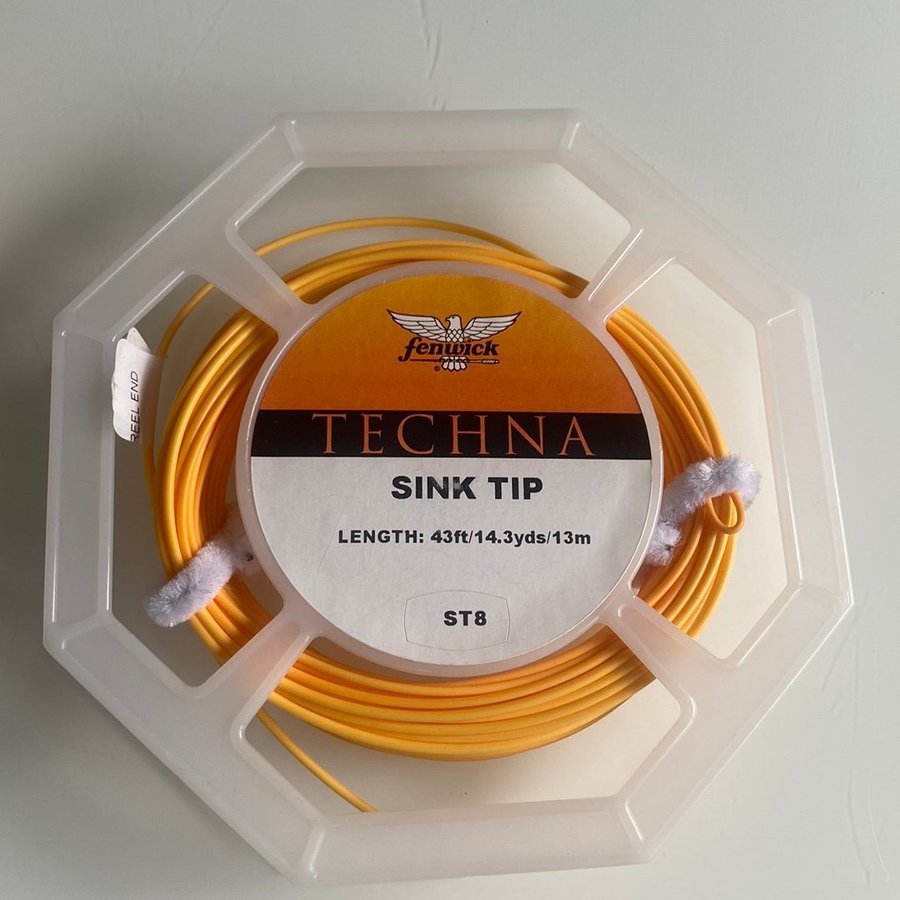 fenwick
®
TECHNA
SINK TIP
LENGTH: 43ft/14.3yds/13m
ST8
REEL END